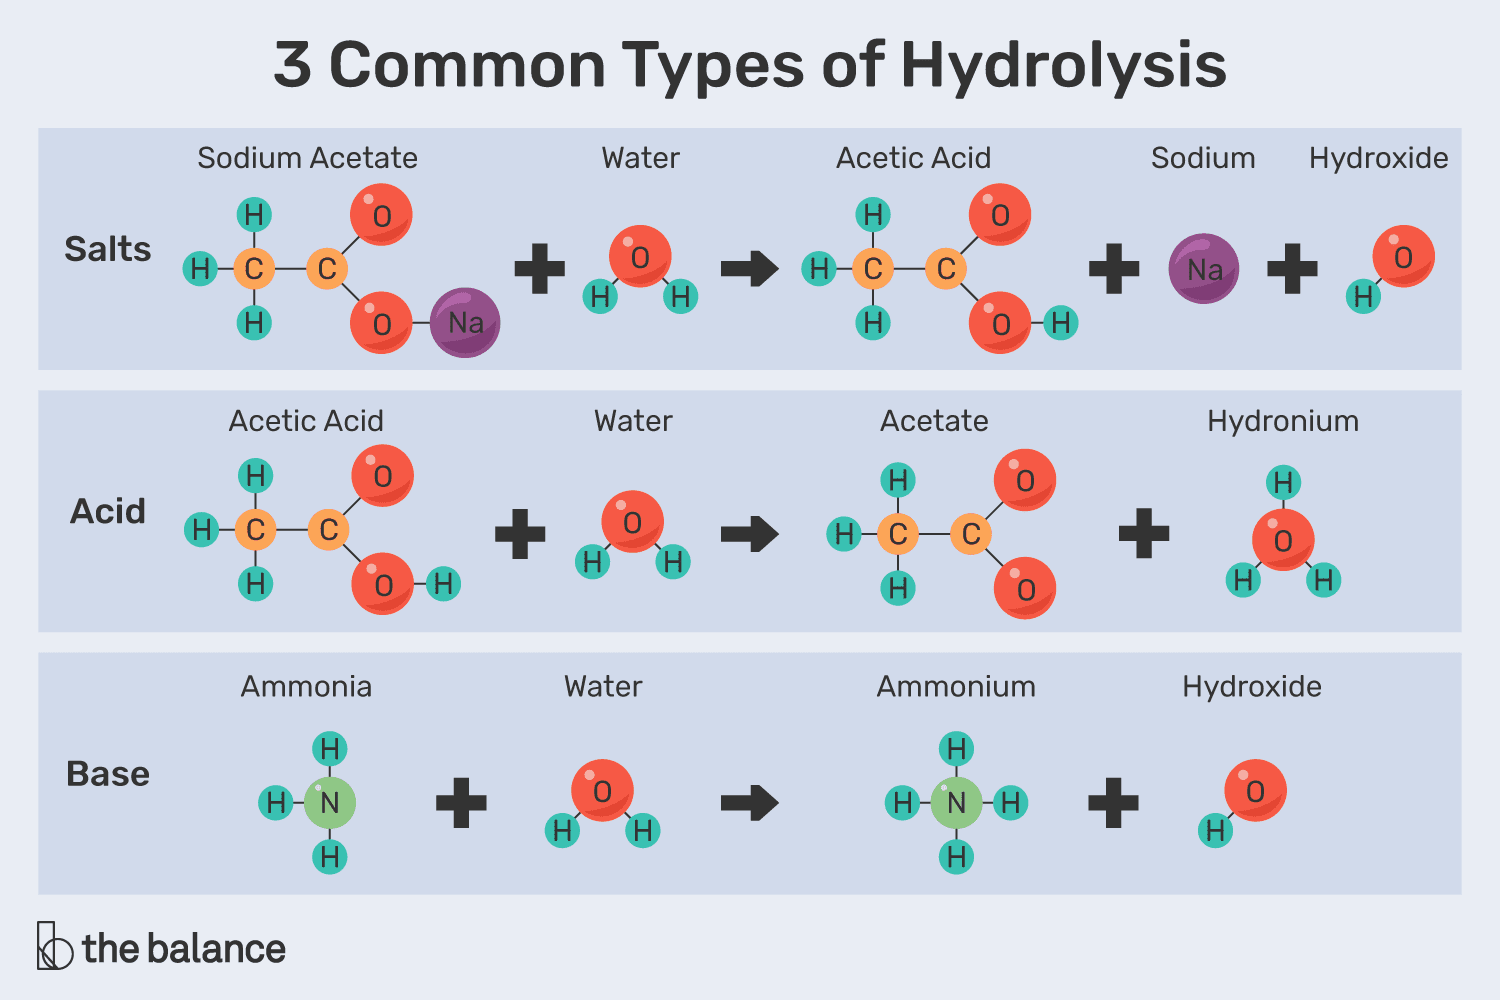 3 Common Types of Hydrolysis
Sodium Acetate Water Acetic Acid Sodium Hydroxide
Salts
H O
H C C O H H
O Na
H
H O
H C C
O H
H
Na
O
H
Acetic Acid Water Acetate Hydronium
Acid
H O
H C C
O H
H
O
H H
H O
H C C
O
H
H
O
H H
Ammonia Water Ammonium Hydroxide
Base
H
H N
H
O
H H
H
H N H
H
O
H
the balance